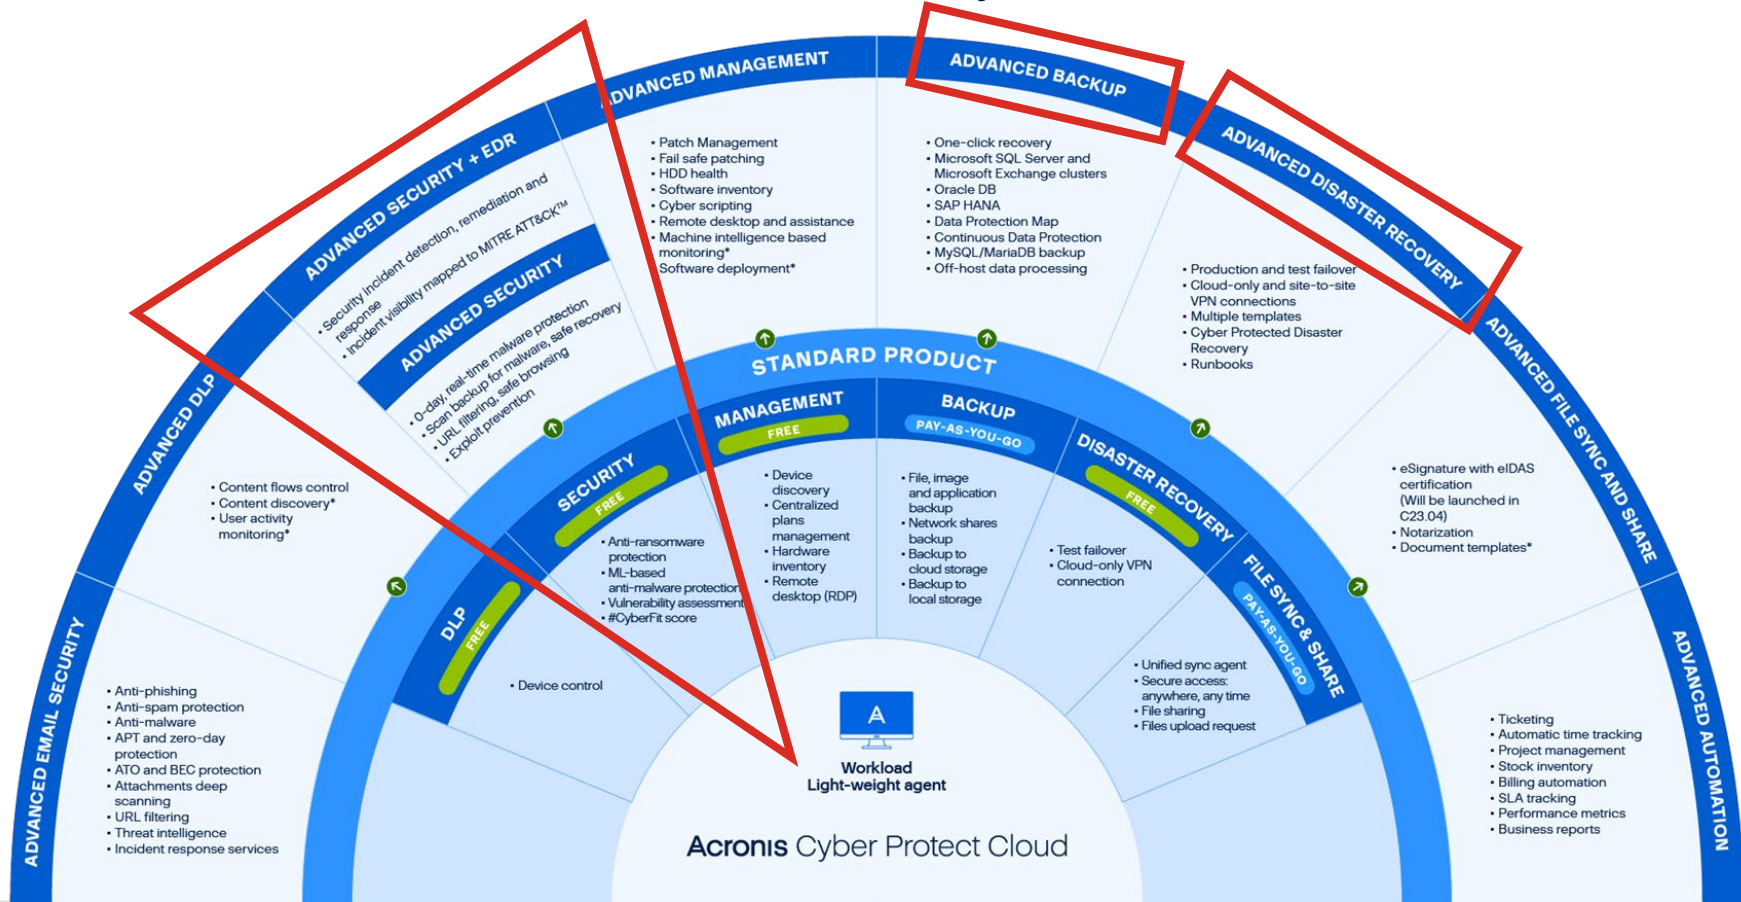 ADVANCED EMAIL SECURITY
• Anti-phishing
• Anti-spam protection
• Anti-malware
• APT and zero-day
protection
• ATO and BEC protection
• Attachments deep
scanning
• URL filtering
• Threat intelligence
• Incident response services
ADVANCED DLP
• Content flows control
• Content discovery*
• User activity
monitoring*
ADVANCED SECURITY + EDR
• Security incident detection, remediation and
response
• Incident visibility mapped to MITRE ATT&CK™
ADVANCED SECURITY
• 0-day, real-time malware protection
• Scan backup for malware, safe recovery
• URL filtering, safe browsing
• Exploit prevention
ADVANCED MANAGEMENT
• Patch Management
• Fail safe patching
• HDD health
• Software inventory
• Cyber scripting
• Remote desktop and assistance
• Machine intelligence based
monitoring*
Software deployment*
ADVANCED BACKUP
• One-click recovery
• Microsoft SQL Server and
Microsoft Exchange clusters
• Oracle DB
• SAP HANA
• Data Protection Map
• Continuous Data Protection
• MySQL/MariaDB backup
• Off-host data processing
ADVANCED DISASTER RECOVERY
• Production and test failover
• Cloud-only and site-to-site
VPN connections
• Multiple templates
• Cyber Protected Disaster
Recovery
• Runbooks
ADVANCED FILE SYNC AND SHARE
• eSignature with eIDAS
certification
(Will be launched in
C23.04)
• Notarization
• Document templates*
ADVANCED AUTOMATION
• Ticketing
• Automatic time tracking
• Project management
• Stock inventory
• Billing automation
• SLA tracking
• Performance metrics
• Business reports
STANDARD PRODUCT
DLP
FREE
• Device control
SECURITY
FREE
• Anti-ransomware
protection
• ML-based
anti-malware protection
• Vulnerability assessment
• #CyberFit score
MANAGEMENT
FREE
• Device
discovery
• Centralized
plans
management
• Hardware
inventory
• Remote
desktop (RDP)
BACKUP
PAY-AS-YOU-GO
• File, image
and application
backup
• Network shares
backup
• Backup to
cloud storage
• Backup to
local storage
DISASTER RECOVERY
FREE
• Test failover
• Cloud-only VPN
connection
FILE SYNC & SHARE
PAY-AS-YOU-GO
• Unified sync agent
• Secure access:
anywhere, any time
• File sharing
• Files upload request
A
Workload
Light-weight agent
Acronis Cyber Protect Cloud